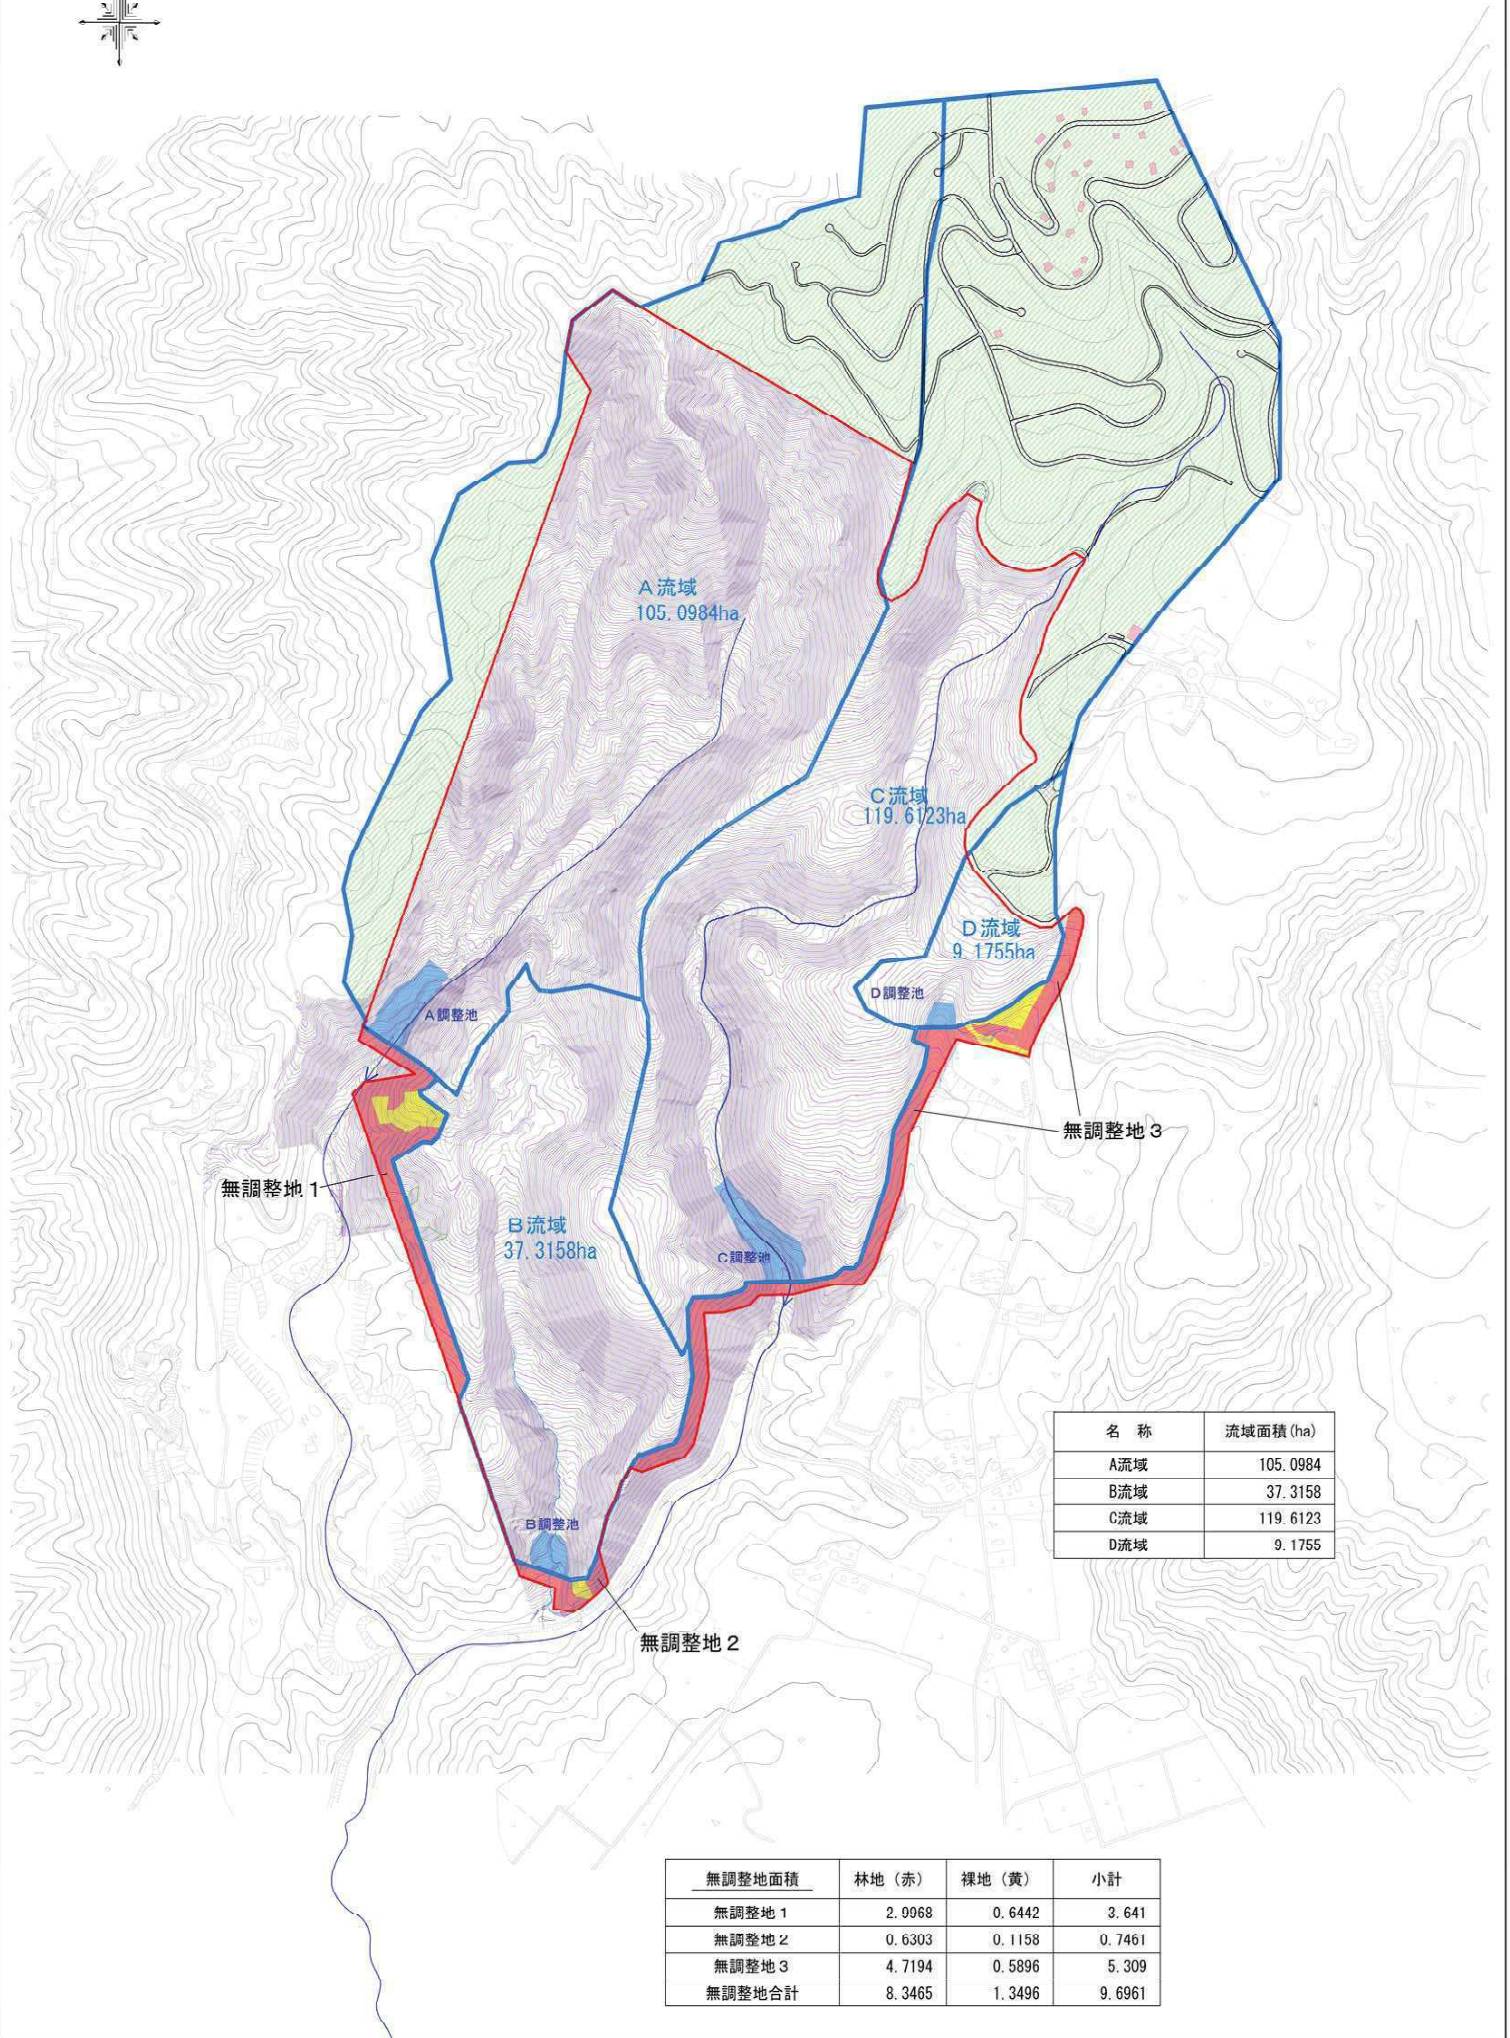 A流域
105.0984ha
C流域
119.6123ha
D流域
9.1755ha
D調整池
A調整池
無調整地3
無調整地1
B流域
37.3158ha
C調整池
B調整池
無調整地2
名 称 流域面積(ha)
A流域 105.0984
B流域 37.3158
C流域 119.6123
D流域 9.1755
無調整地面積 林地（赤） 裸地（黄） 小計
無調整地1 2.9968 0.6442 3.641
無調整地2 0.6303 0.1158 0.7461
無調整地3 4.7194 0.5896 5.309
無調整地合計 8.3465 1.3496 9.6961